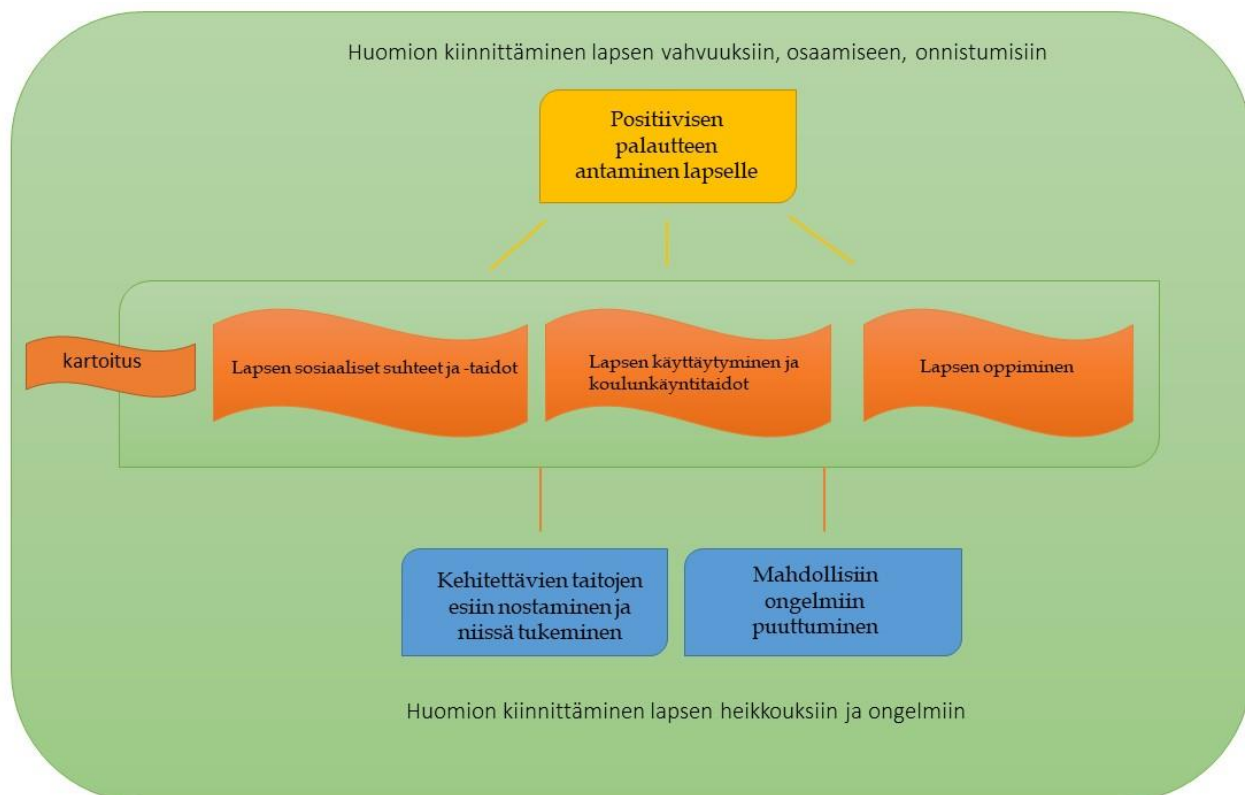 Huomion kiinnittäminen lapsen vahvuuksiin, osaamiseen, onnistumisiin
Positiivisen
palautteen
antaminen lapselle
kartoitus
Lapsen sosiaaliset suhteet ja -taidot
Lapsen käyttäytyminen ja
koulunkäyntitaidot
Lapsen oppiminen
Kehitettävien taitojen
esiin nostaminen ja
niissä tukeminen
Mahdollisiin
ongelmiin
puuttuminen
Huomion kiinnittäminen lapsen heikkouksiin ja ongelmiin